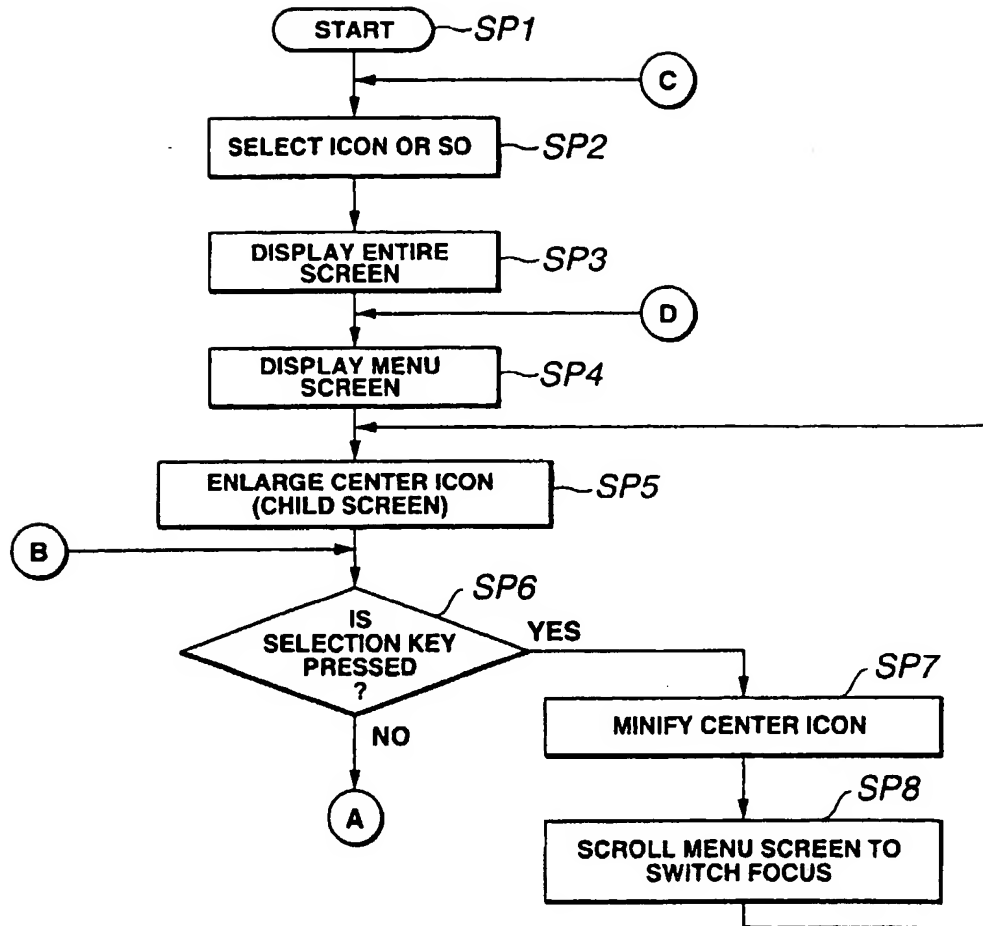 START
SP1
C
SELECT ICON OR SO
SP2
DISPLAY ENTIRE
SCREEN
SP3
D
DISPLAY MENU
SCREEN
SP4
ENLARGE CENTER ICON
(CHILD SCREEN)
SP5
B
SP6
IS
SELECTION KEY
PRESSED
?
YES
NO
A
SP7
MINIFY CENTER ICON
SP8
SCROLL MENU SCREEN TO
SWITCH FOCUS